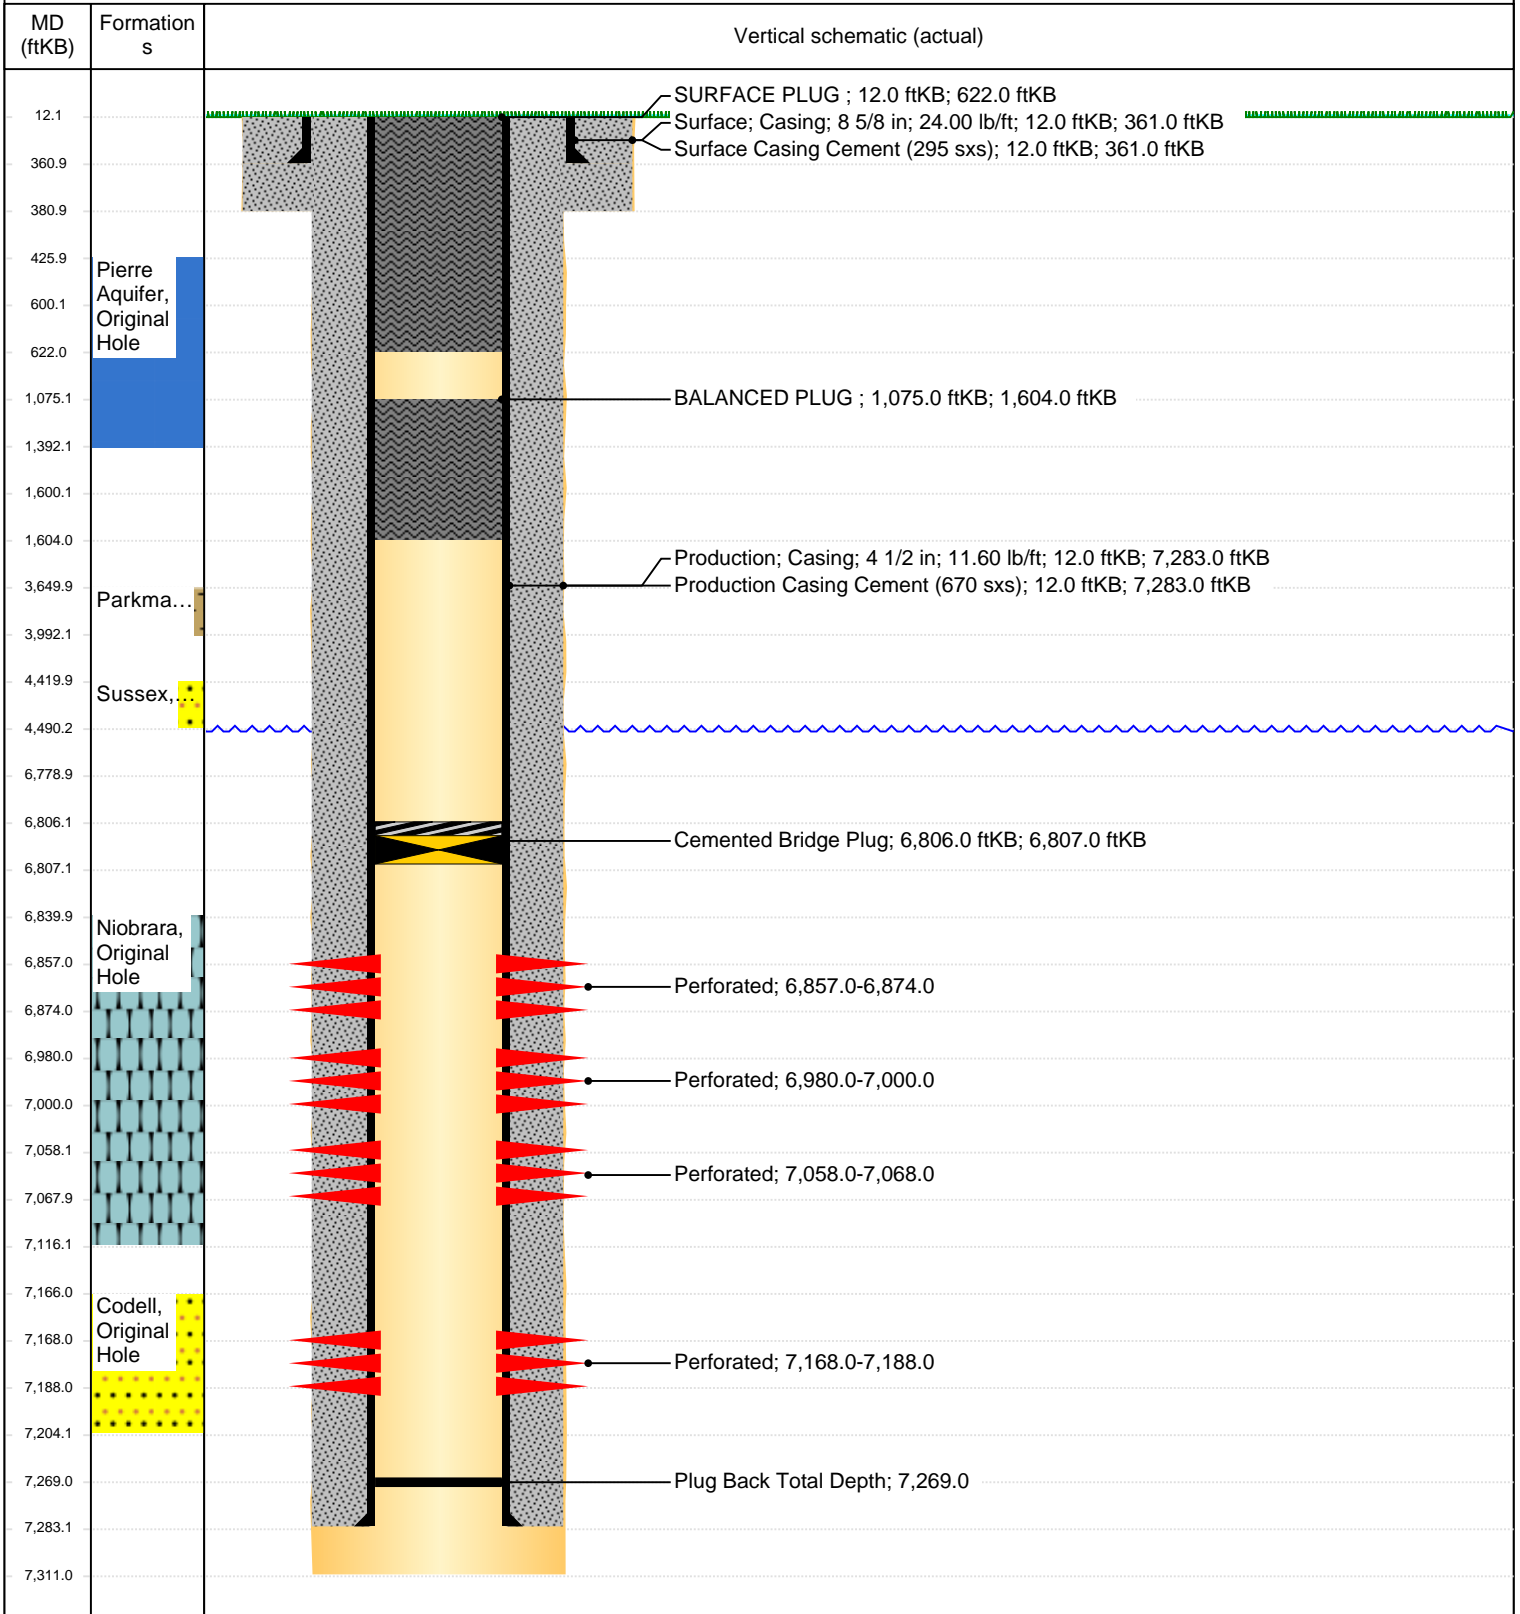 MD
(ftKB)
Formation
s
Vertical schematic (actual)
12.1
360.9
380.9
425.9
600.1
622.0
1,075.1
1,392.1
1,600.1
1,604.0
3,649.9
3,992.1
4,419.9
4,490.2
6,778.9
6,806.1
6,807.1
6,839.9
6,857.0
6,874.0
6,980.0
7,000.0
7,058.1
7,067.9
7,116.1
7,166.0
7,168.0
7,188.0
7,204.1
7,269.0
7,283.1
7,311.0
Pierre
Aquifer,
Original
Hole
Parkma…
Sussex,…
Niobrara,
Original
Hole
Codell,
Original
Hole
SURFACE PLUG ; 12.0 ftKB; 622.0 ftKB
Surface; Casing; 8 5/8 in; 24.00 lb/ft; 12.0 ftKB; 361.0 ftKB
Surface Casing Cement (295 sxs); 12.0 ftKB; 361.0 ftKB
BALANCED PLUG ; 1,075.0 ftKB; 1,604.0 ftKB
Production; Casing; 4 1/2 in; 11.60 lb/ft; 12.0 ftKB; 7,283.0 ftKB
Production Casing Cement (670 sxs); 12.0 ftKB; 7,283.0 ftKB
Cemented Bridge Plug; 6,806.0 ftKB; 6,807.0 ftKB
Perforated; 6,857.0-6,874.0
Perforated; 6,980.0-7,000.0
Perforated; 7,058.0-7,068.0
Perforated; 7,168.0-7,188.0
Plug Back Total Depth; 7,269.0